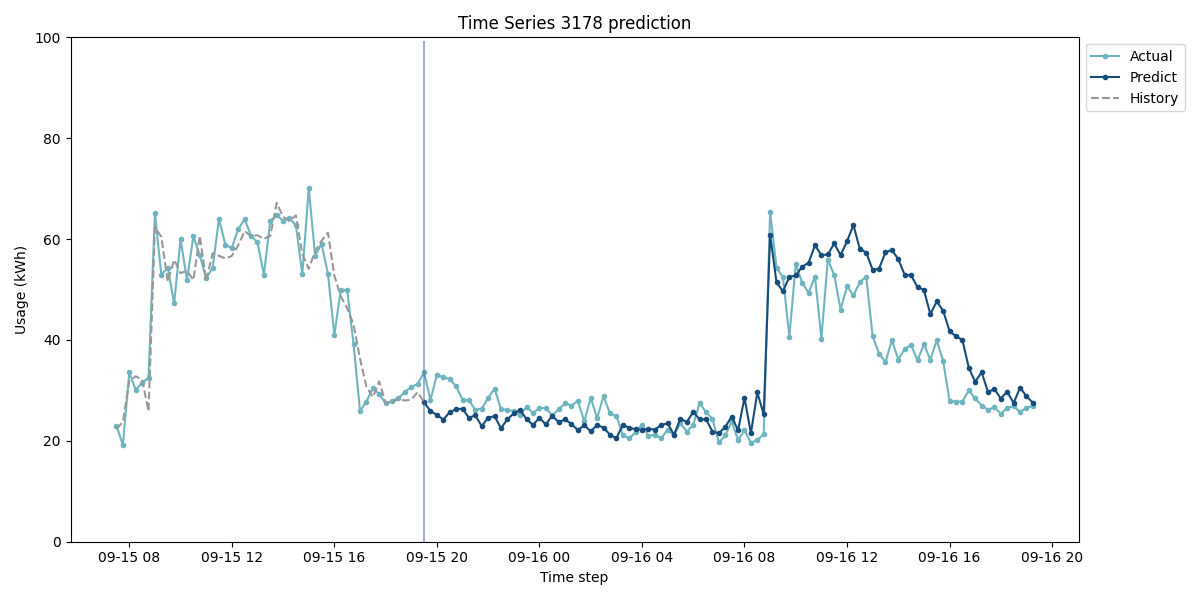 Time Series 3178 prediction
Usage (kWh)
100
80
60
40
20
0
09-15 08
09-15 12
09-15 16
09-15 20
09-16 00
09-16 04
09-16 08
09-16 12
09-16 16
09-16 20
Time step
Actual
Predict
History